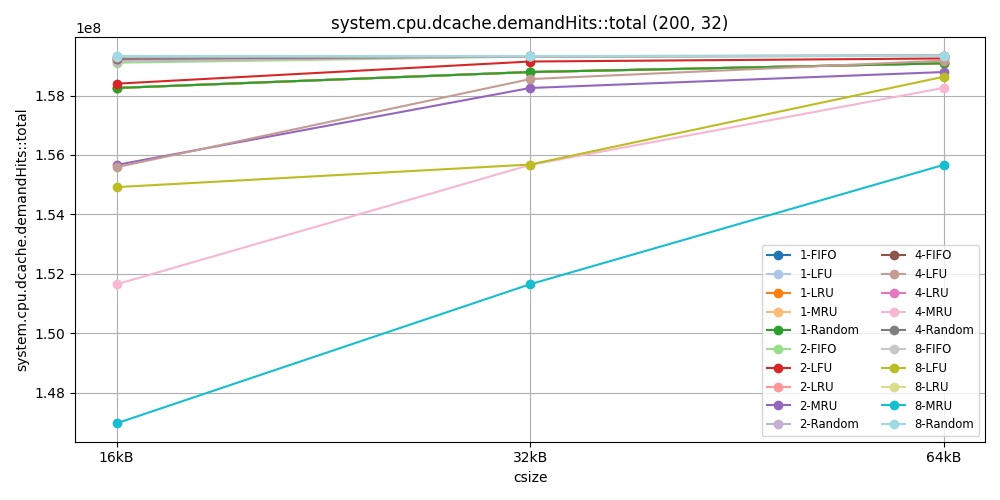 system.cpu.dcache.demandHits::total (200, 32)
1e8
system.cpu.dcache.demandHits::total
1.58
1.56
1.54
1.52
1.50
1.48
16kB
32kB
64kB
csize
1-FIFO
1-LFU
1-LRU
1-MRU
1-Random
2-FIFO
2-LFU
2-LRU
2-MRU
2-Random
4-FIFO
4-LFU
4-LRU
4-MRU
4-Random
8-FIFO
8-LFU
8-LRU
8-MRU
8-Random